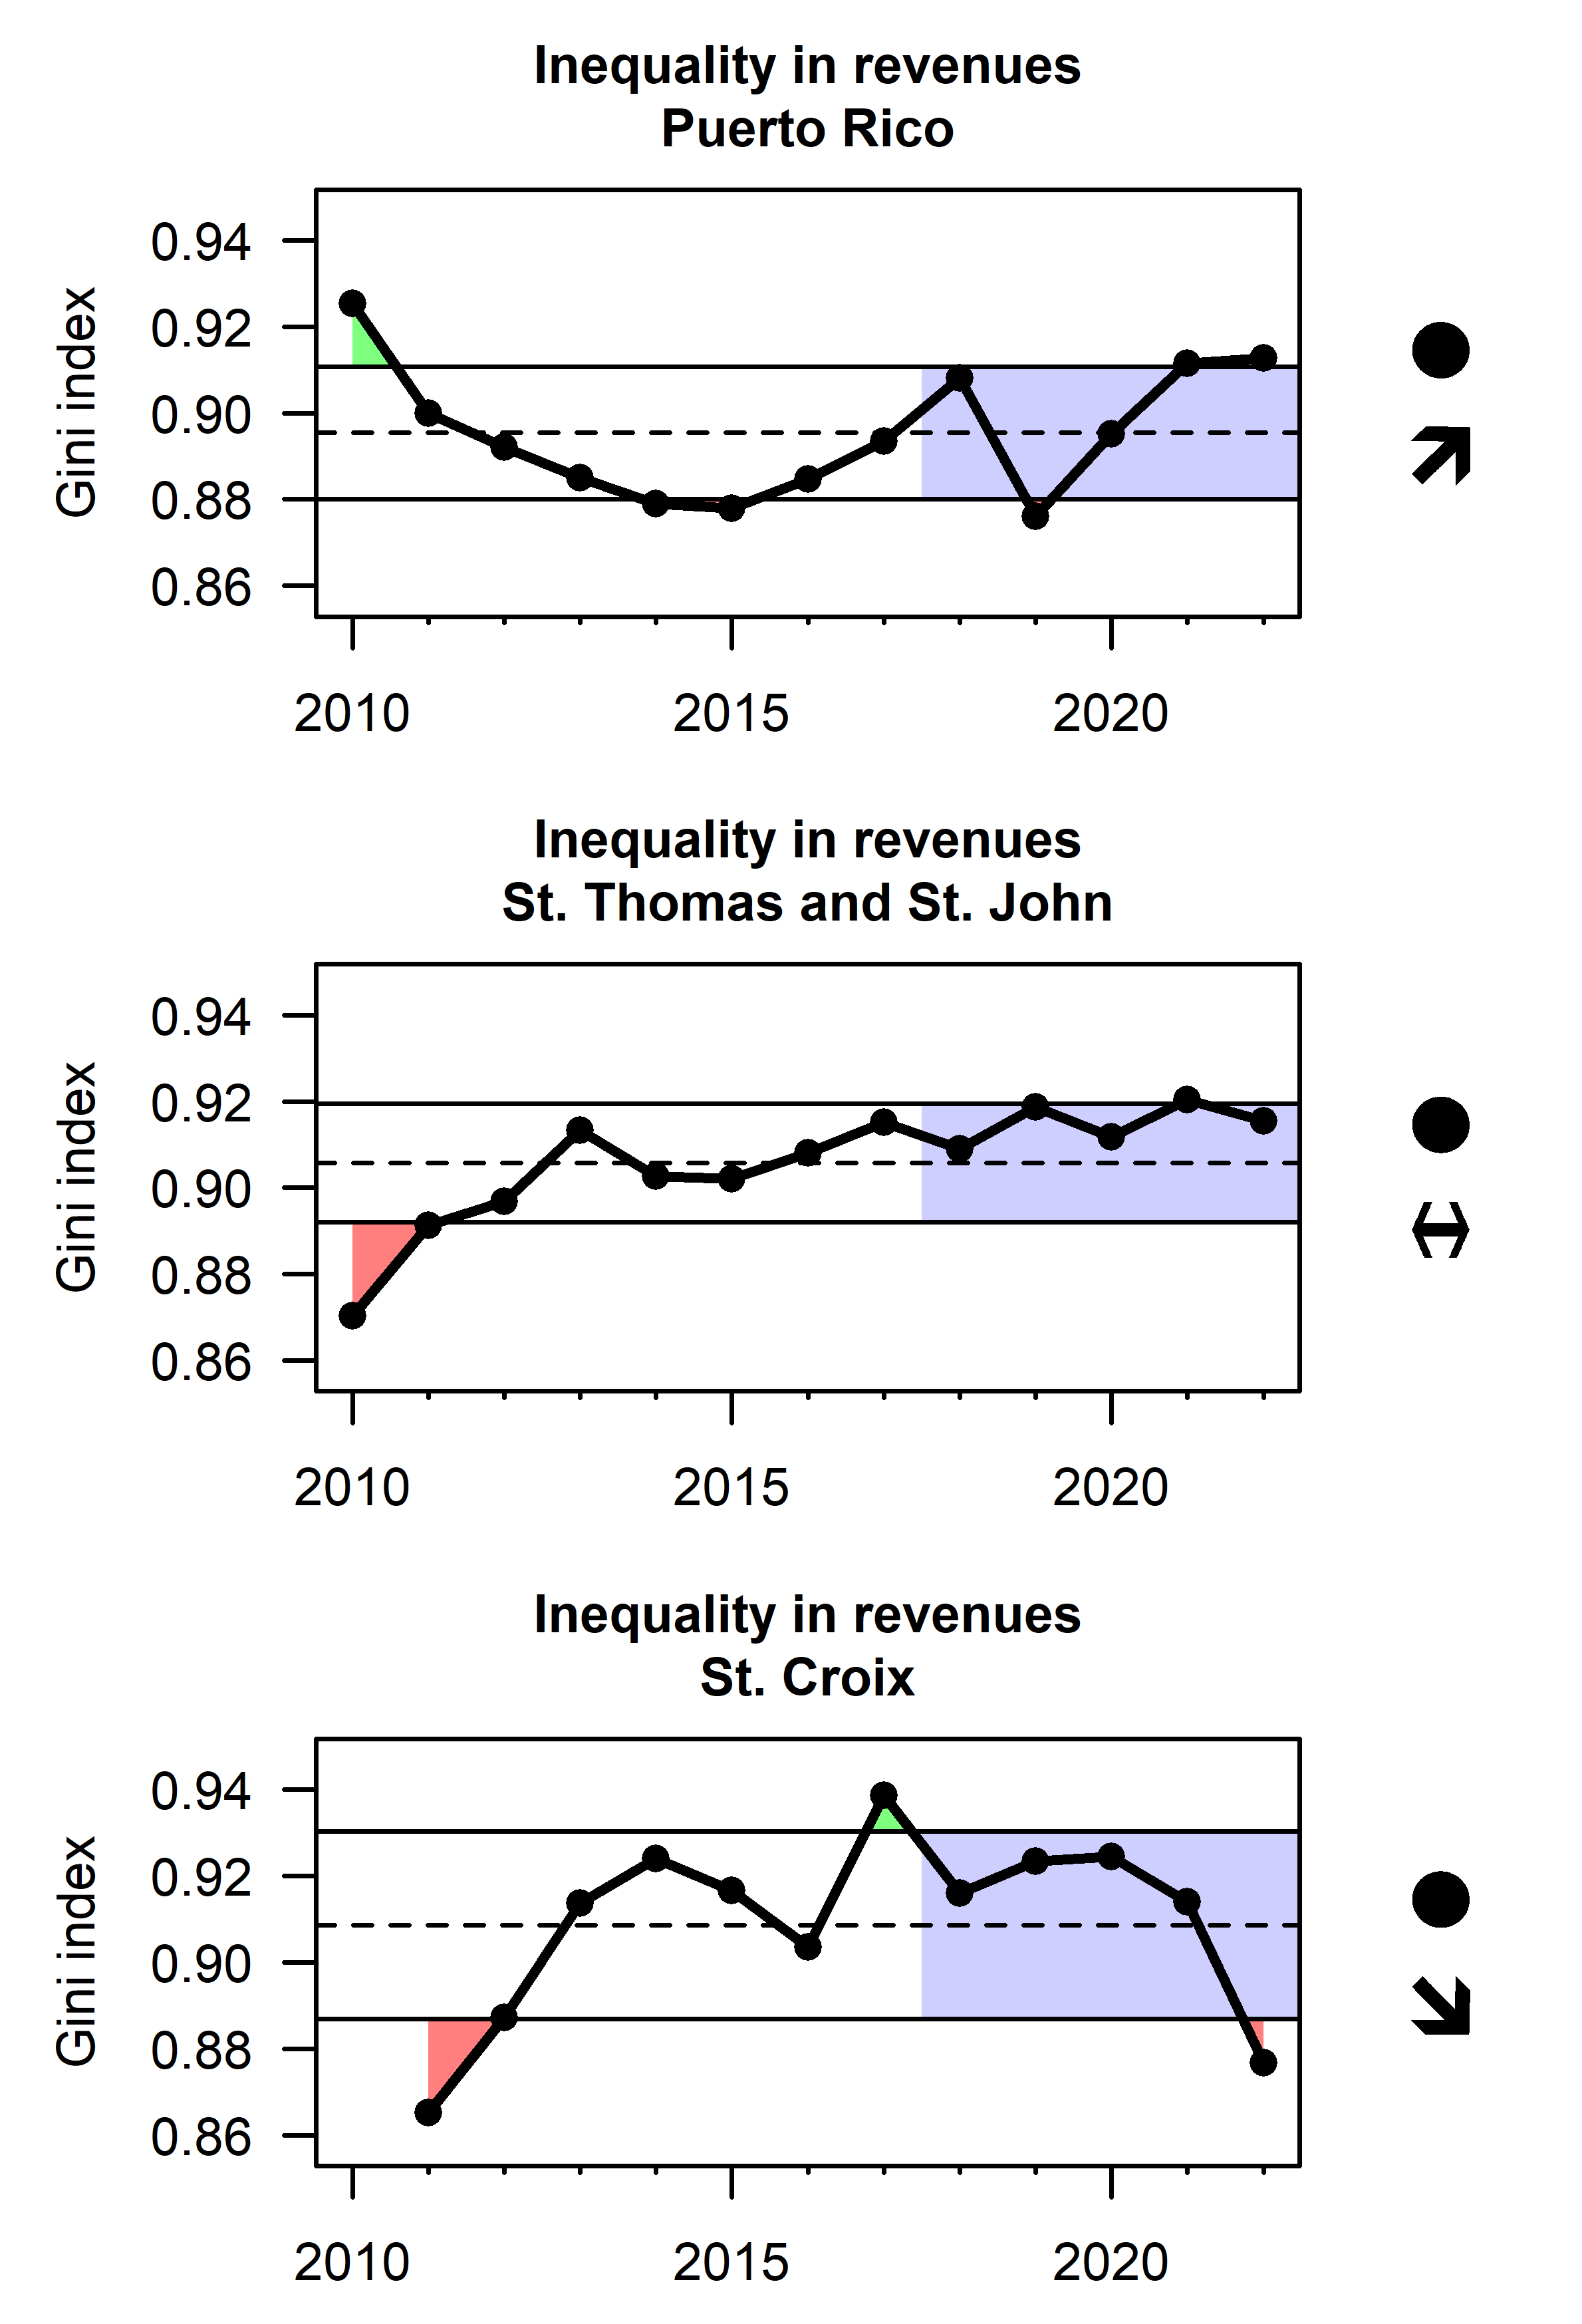 Inequality in revenues
Puerto Rico
Gini index
0.94
0.92
0.90
0.88
0.86
2010 2015 2020
Inequality in revenues
St. Thomas and St. John
Gini index
0.94
0.92
0.90
0.88
0.86
2010 2015 2020
Inequality in revenues
St. Croix
Gini index
0.94
0.92
0.90
0.88
0.86
2010 2015 2020